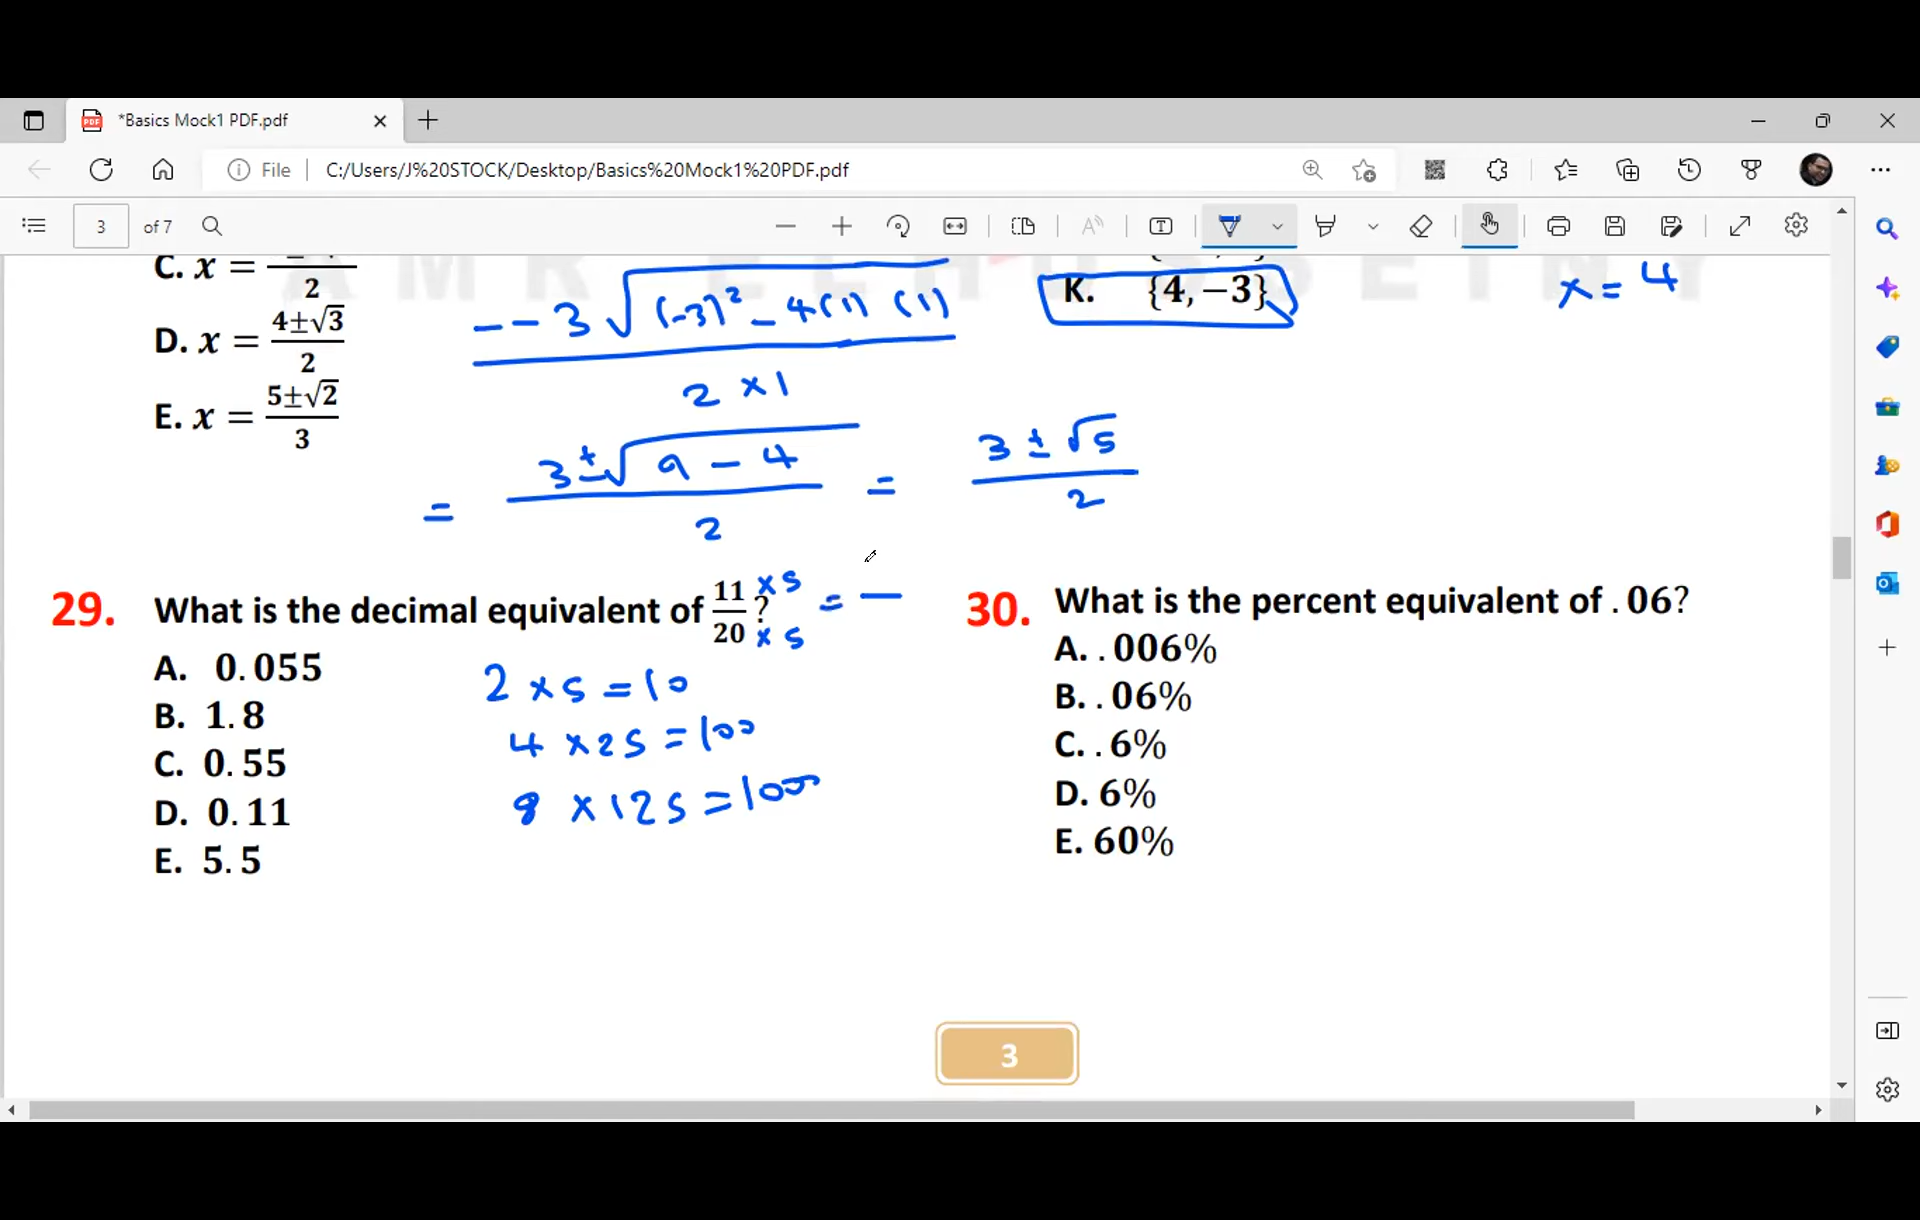 *Basics Mock1 PDF.pdf
File
C:/Users/J%20STOCK/Desktop/Basics%20Mock1%20PDF.pdf
3 of 7
C. x = 2
D. x = 4±√3/2
E. x = 5±√2/3
--3 √(-3)² - 4(1)(1)
2 × 1
= 3 ± √9 - 4 / 2 = 3 ± √5 / 2
K. {4, −3}
x = 4
29. What is the decimal equivalent of 11/20? ×5 ×5 = —
A. 0.055
B. 1.8
C. 0.55
D. 0.11
E. 5.5
2 × 5 = 10
4 × 25 = 100
8 × 125 = 1000
30. What is the percent equivalent of .06?
A. .006%
B. .06%
C. .6%
D. 6%
E. 60%
3